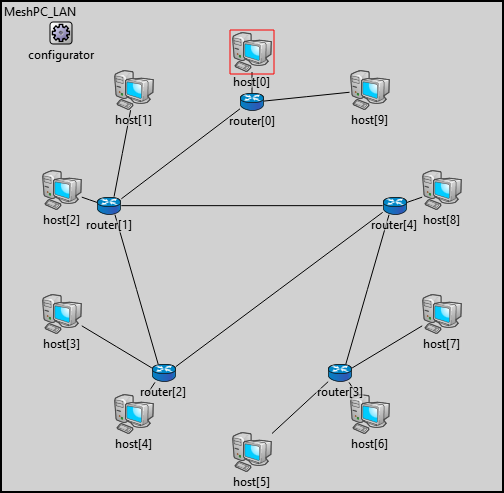 MeshPC_LAN
configurator
host[0]
host[1]
router[0]
host[9]
host[2]
router[1]
router[4]
host[8]
host[3]
host[7]
router[2]
router[3]
host[4]
host[6]
host[5]